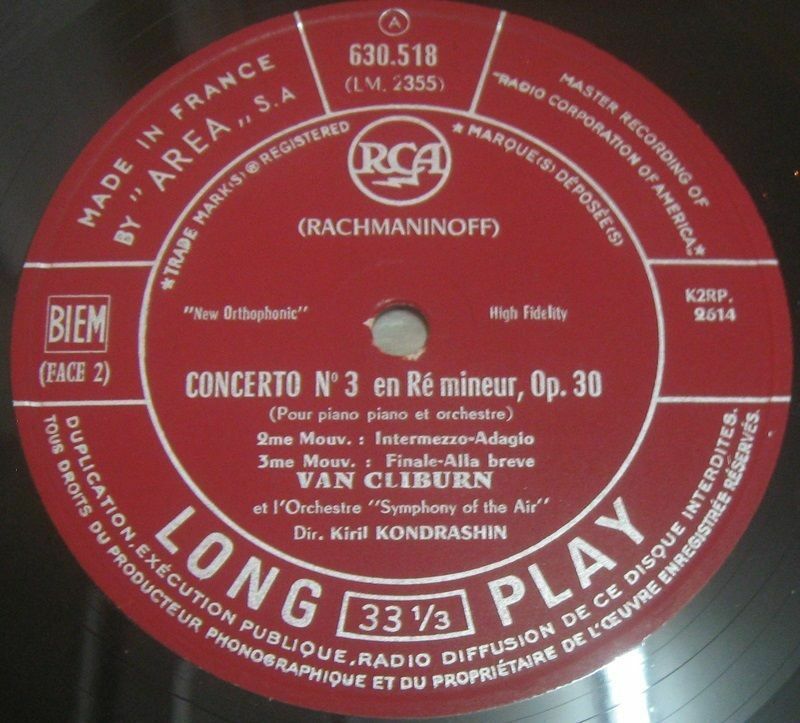 A
630.518
(LM. 2355)
MADE IN FRANCE
BY "AREA" S.A
MASTER RECORDING OF
"RADIO CORPORATION OF AMERICA"*
*TRADE MARK(S) ® REGISTERED
*MARQUE(S) DÉPOSÉE(S)
RCA
(RACHMANINOFF)
BIEM
(FACE 2)
"New Orthophonic"
High Fidelity
K2RP.
2614
CONCERTO Nº 3 en Ré mineur, Op. 30
(Pour piano piano et orchestre)
2me Mouv. : Intermezzo-Adagio
3me Mouv. : Finale-Alla breve
VAN CLIBURN
et l'Orchestre "Symphony of the Air"
Dir. Kiril KONDRASHIN
LONG 33 1/3 PLAY
DUPLICATION, EXÉCUTION PUBLIQUE, RADIO DIFFUSION DE CE DISQUE INTERDITES.
TOUS DROITS DU PRODUCTEUR PHONOGRAPHIQUE ET DU PROPRIÉTAIRE DE L'ŒUVRE ENREGISTRÉE RÉSERVÉS.